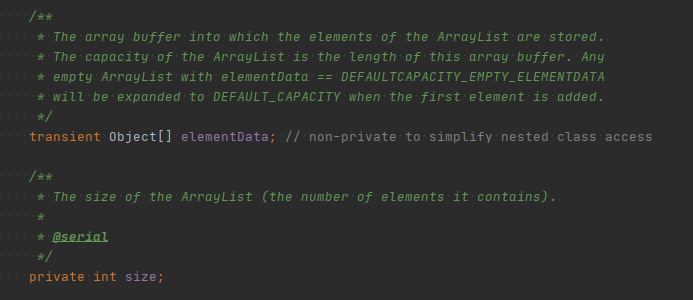 /**
* The array buffer into which the elements of the ArrayList are stored.
* The capacity of the ArrayList is the length of this array buffer. Any
* empty ArrayList with elementData == DEFAULTCAPACITY_EMPTY_ELEMENTDATA
* will be expanded to DEFAULT_CAPACITY when the first element is added.
*/
transient Object[] elementData; // non-private to simplify nested class access
/**
* The size of the ArrayList (the number of elements it contains).
*
* @serial
*/
private int size;